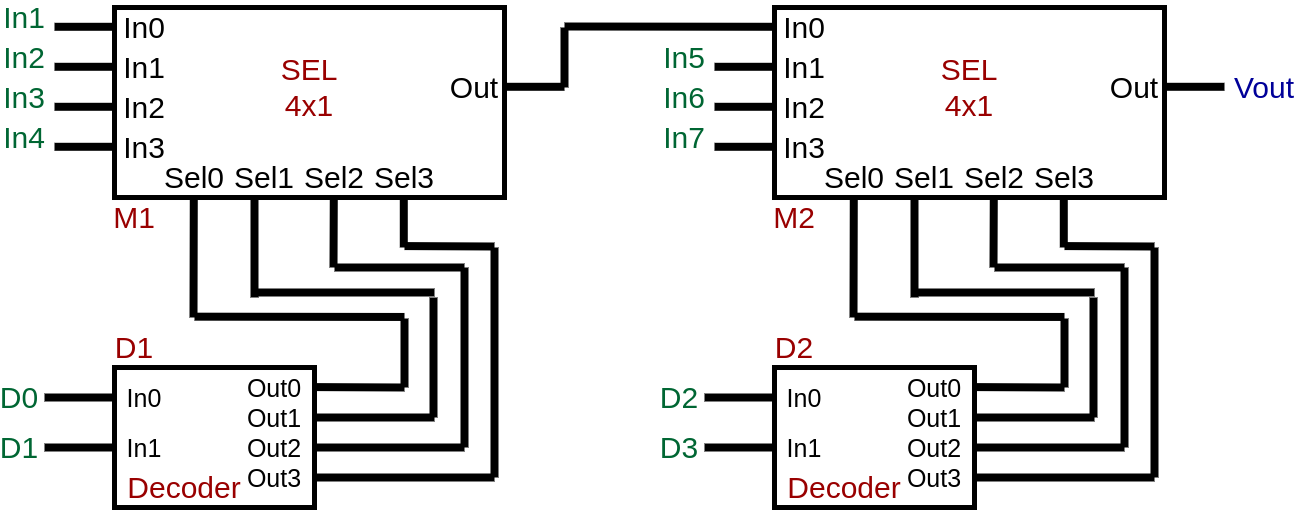 In1
In2
In3
In4
In0
In1
In2
In3
SEL
4x1
Out
Sel0 Sel1 Sel2 Sel3
M1
In5
In6
In7
In0
In1
In2
In3
SEL
4x1
Out
Vout
Sel0 Sel1 Sel2 Sel3
M2
D1
D0
D1
In0
In1
Out0
Out1
Out2
Out3
Decoder
D2
D2
D3
In0
In1
Out0
Out1
Out2
Out3
Decoder